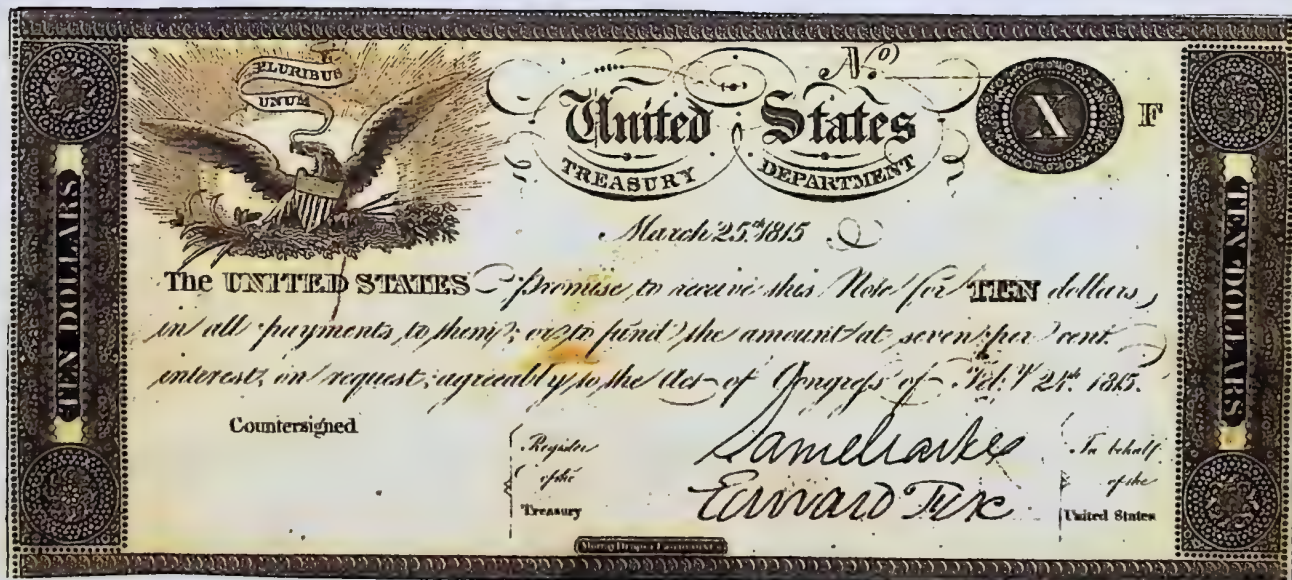 E PLURIBUS
UNUM
No.
United States
TREASURY DEPARTMENT
X
F
March 25.th 1815
The UNITED STATES promise to receive this Note for TEN dollars,
in all payments to them; or to fund the amount at seven per cent.
interest, on request, agreeably to the Act of Congress of Feb.y 24th. 1815.
Countersigned
Register
of the
Treasury
In behalf
of the
United States
TEN DOLLARS
TEN DOLLARS